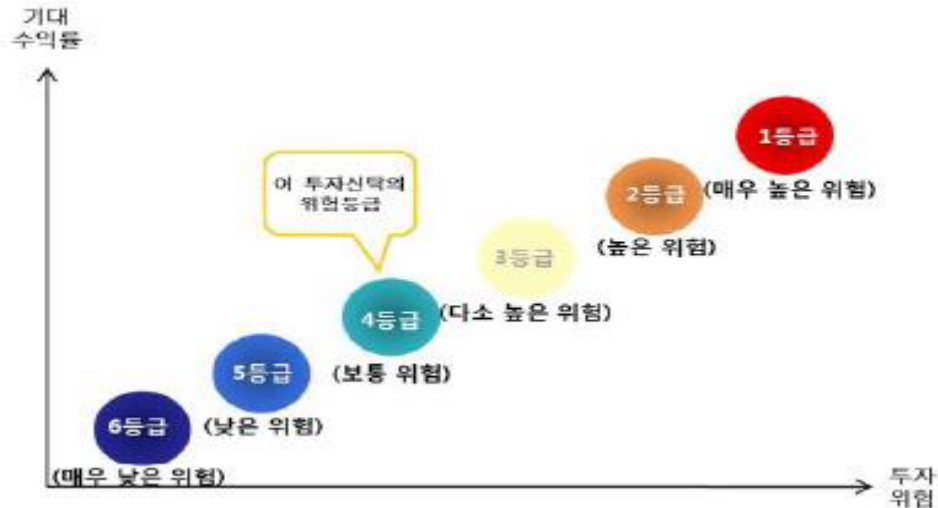 기대
수익률
1등급
(매우 높은 위험)
2등급
(높은 위험)
이 투자신탁의
위험등급
3등급
(다소 높은 위험)
4등급
(보통 위험)
5등급
(낮은 위험)
6등급
(매우 낮은 위험)
투자
위험